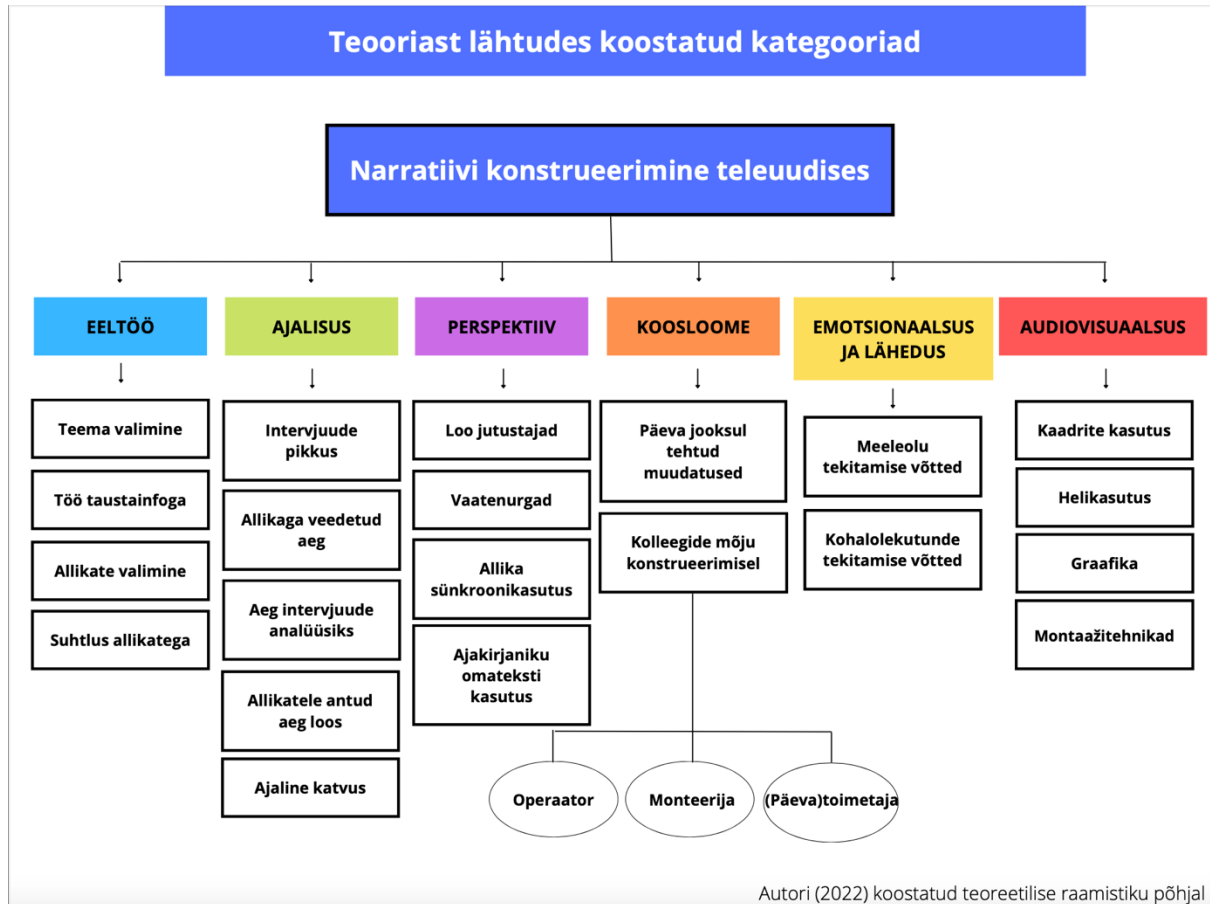 Teooriast lähtudes koostatud kategooriad
Narratiivi konstrueerimine teleuudises
EELTÖÖ
Teema valimine
Töö taustainfoga
Allikate valimine
Suhtlus allikatega
AJALISUS
Intervjuude
pikkus
Allikaga veedetud
aeg
Aeg intervjuude
analüüsiks
Allikatele antud
aeg loos
Ajaline katvus
PERSPEKTIIV
Loo jutustajad
Vaatenurgad
Allika
sünkroonikasutus
Ajakirjaniku
omateksti
kasutus
KOOSLOOME
Päeva jooksul
tehtud
muudatused
Kolleegide mõju
konstrueerimisel
Operaator
Monteerija
(Päeva)toimetaja
EMOTSIONAALSUS
JA LÄHEDUS
Meeleolu
tekitamise võtted
Kohalolekutunde
tekitamise võtted
AUDIOVISUAALSUS
Kaadrite kasutus
Helikasutus
Graafika
Montaažitehnikad
Autori (2022) koostatud teoreetilise raamistiku põhjal